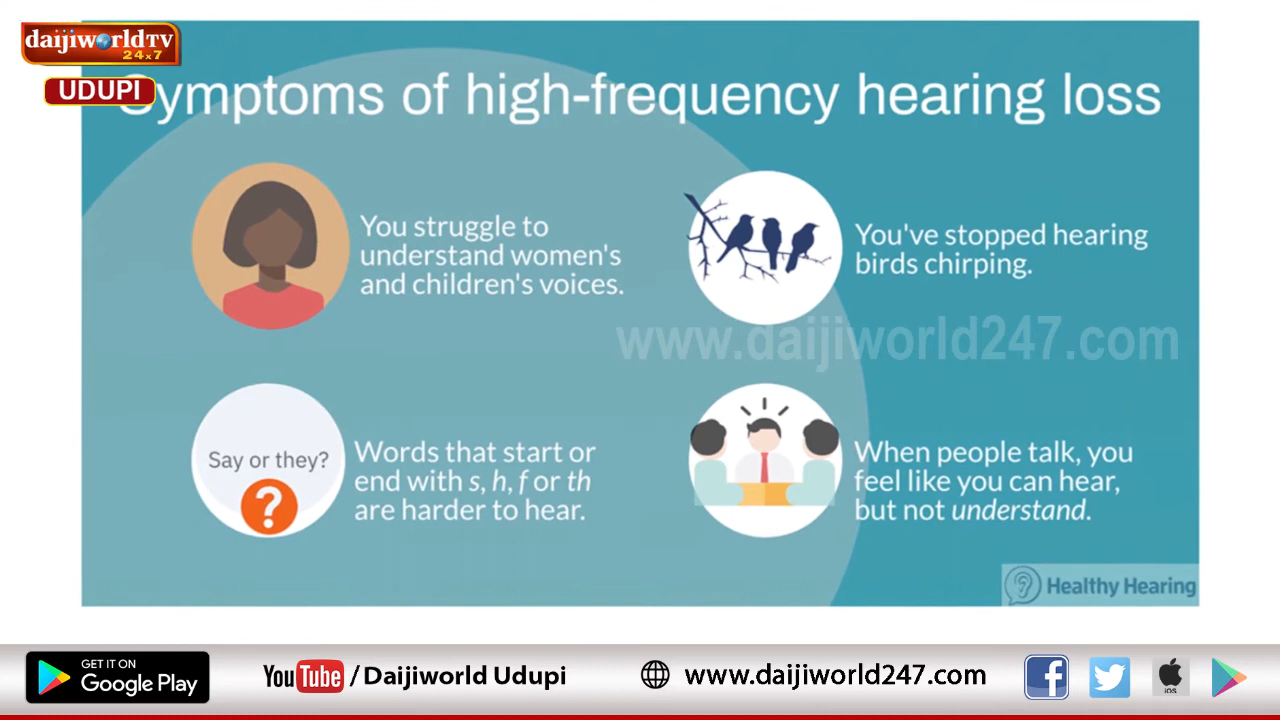 daijiworldTV
24x7
UDUPI
Symptoms of high-frequency hearing loss
You struggle to
understand women's
and children's voices.
You've stopped hearing
birds chirping.
www.daijiworld247.com
Say or they?
?
Words that start or
end with s, h, f or th
are harder to hear.
When people talk, you
feel like you can hear,
but not understand.
Healthy Hearing
GET IT ON
Google Play
YouTube / Daijiworld Udupi
www.daijiworld247.com
f
iOS